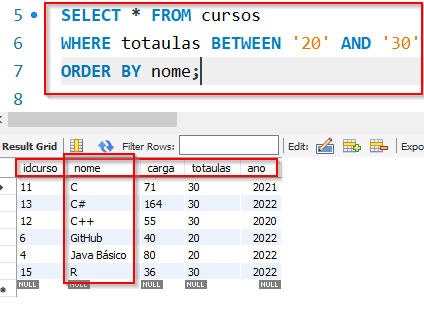 5 SELECT * FROM cursos
6 WHERE totaulas BETWEEN '20' AND '30'
7 ORDER BY nome;
8
Result Grid Filter Rows: Edit: Expo
idcurso nome carga totaulas ano
11 C 71 30 2021
13 C# 164 30 2022
12 C++ 55 30 2020
6 GitHub 40 20 2022
4 Java Básico 80 20 2022
15 R 36 30 2022
NULL NULL NULL NULL NULL